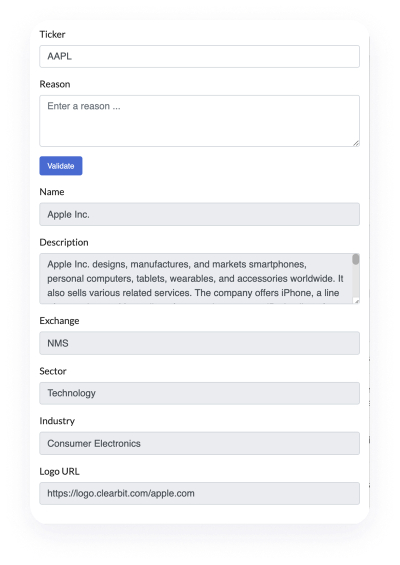 Ticker
AAPL
Reason
Enter a reason ...
Validate
Name
Apple Inc.
Description
Apple Inc. designs, manufactures, and markets smartphones,
personal computers, tablets, wearables, and accessories worldwide. It
also sells various related services. The company offers iPhone, a line
Exchange
NMS
Sector
Technology
Industry
Consumer Electronics
Logo URL
https://logo.clearbit.com/apple.com